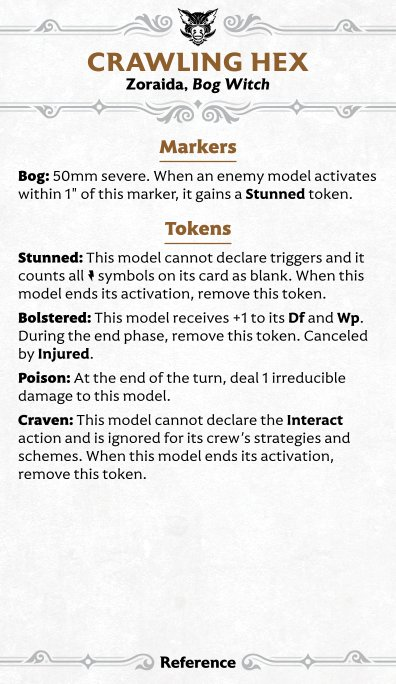 CRAWLING HEX
Zoraida, Bog Witch
Markers
Bog: 50mm severe. When an enemy model activates
within 1" of this marker, it gains a Stunned token.
Tokens
Stunned: This model cannot declare triggers and it
counts all symbols on its card as blank. When this
model ends its activation, remove this token.
Bolstered: This model receives +1 to its Df and Wp.
During the end phase, remove this token. Canceled
by Injured.
Poison: At the end of the turn, deal 1 irreducible
damage to this model.
Craven: This model cannot declare the Interact
action and is ignored for its crew's strategies and
schemes. When this model ends its activation,
remove this token.
Reference